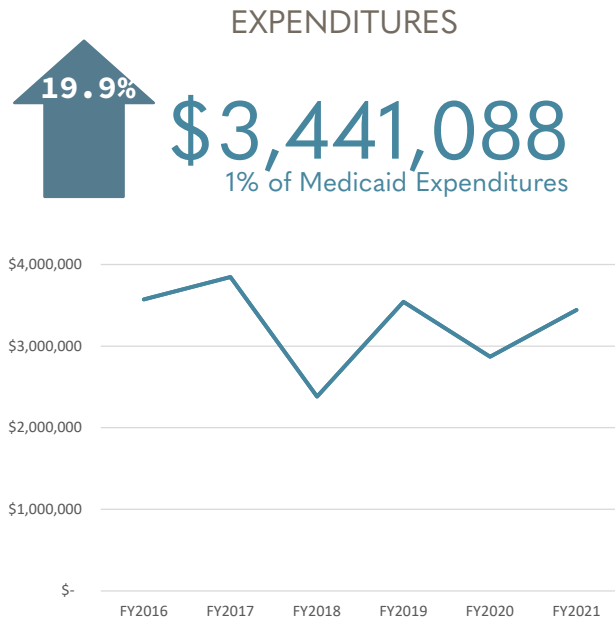 EXPENDITURES
19.9%
$3,441,088
1% of Medicaid Expenditures
$4,000,000
$3,000,000
$2,000,000
$1,000,000
$-
FY2016 FY2017 FY2018 FY2019 FY2020 FY2021